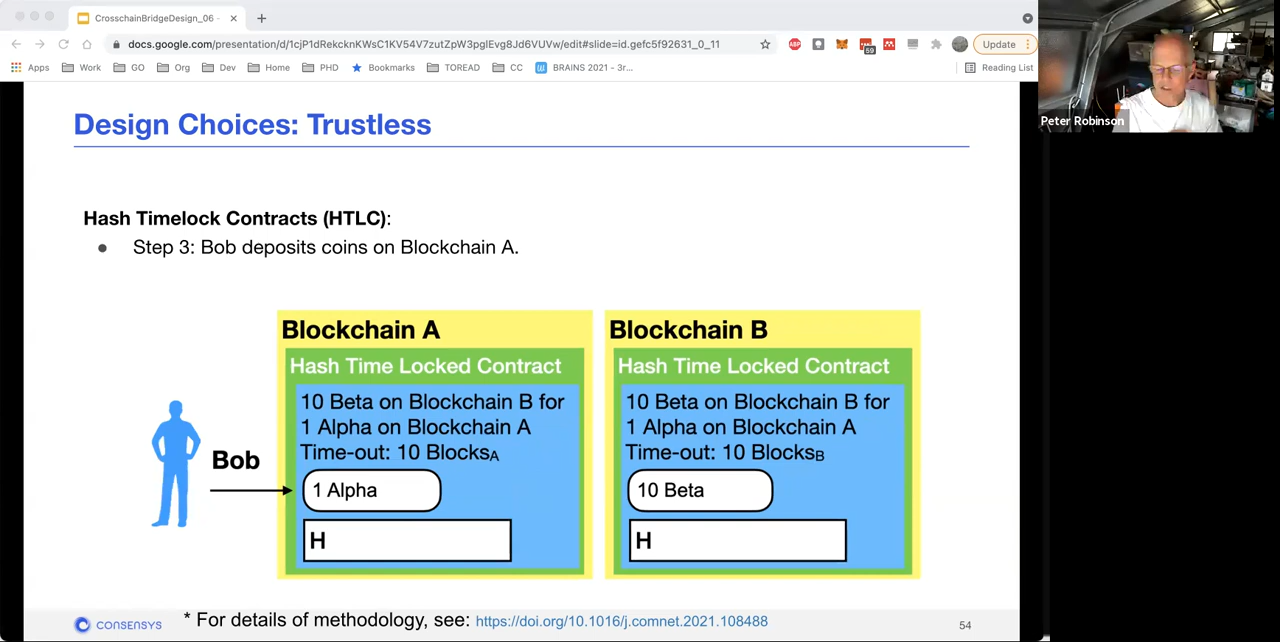 CrosschainBridgeDesign_06 -
docs.google.com/presentation/d/1cjP1dRekcknKWsC1KV54V7zutZpW3pglEvg8Jd6VUVw/edit#slide=id.gefc5f92631_0_11
ABP
59
Update
Apps
Work
GO
Org
Dev
Home
PHD
Bookmarks
TOREAD
CC
BRAINS 2021 - 3r...
Reading List
Peter Robinson
Design Choices: Trustless
Hash Timelock Contracts (HTLC):
● Step 3: Bob deposits coins on Blockchain A.
Bob
Blockchain A
Hash Time Locked Contract
10 Beta on Blockchain B for
1 Alpha on Blockchain A
Time-out: 10 BlocksA
1 Alpha
H
Blockchain B
Hash Time Locked Contract
10 Beta on Blockchain B for
1 Alpha on Blockchain A
Time-out: 10 BlocksB
10 Beta
H
CONSENSYS
* For details of methodology, see: https://doi.org/10.1016/j.comnet.2021.108488
54